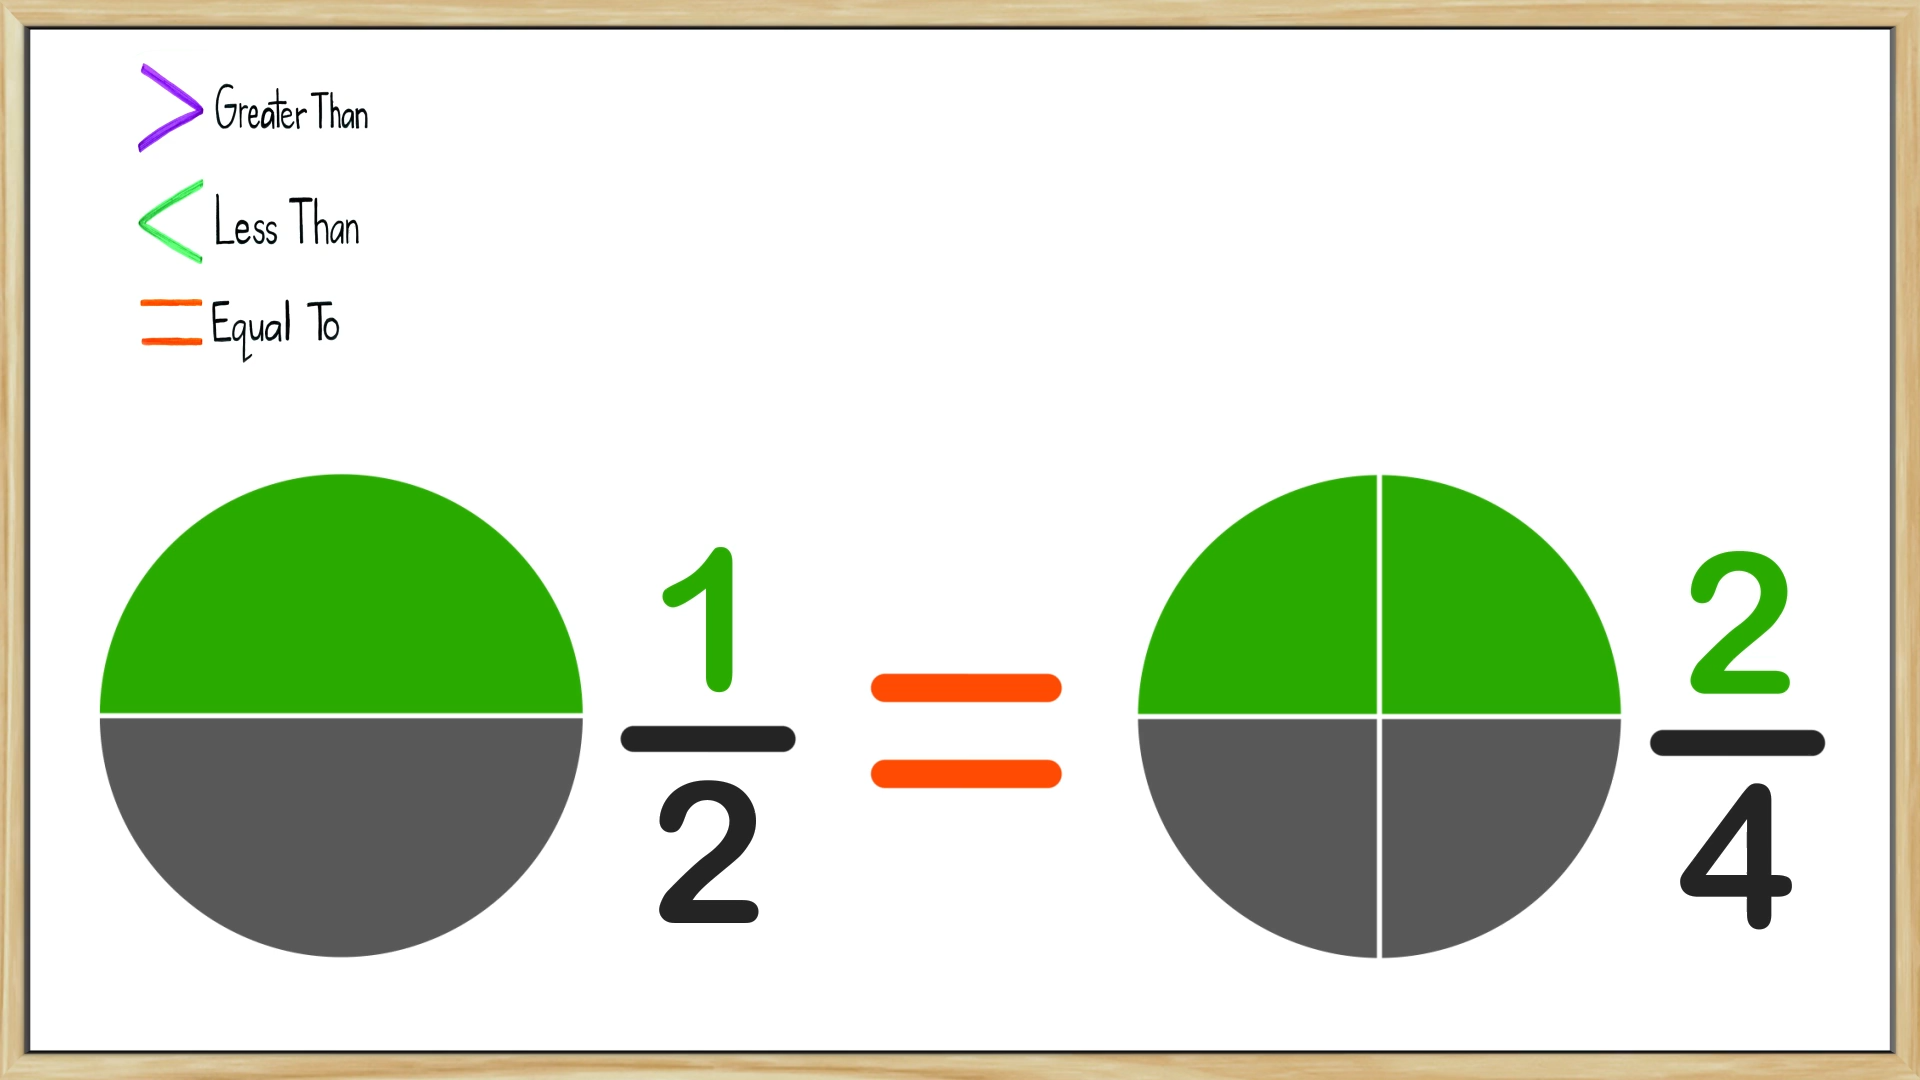 > Greater Than
< Less Than
= Equal To
1/2 = 2/4